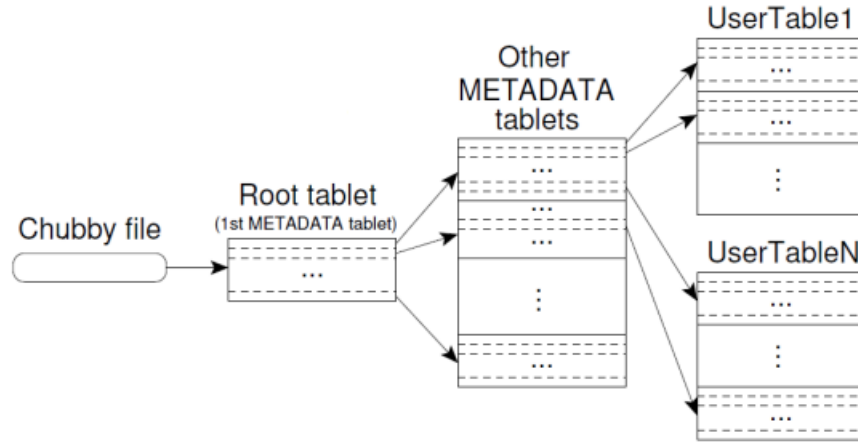 Chubby file
Root tablet
(1st METADATA tablet)
...
Other
METADATA
tablets
...
...
...
...
UserTable1
...
...
UserTableN
...
...